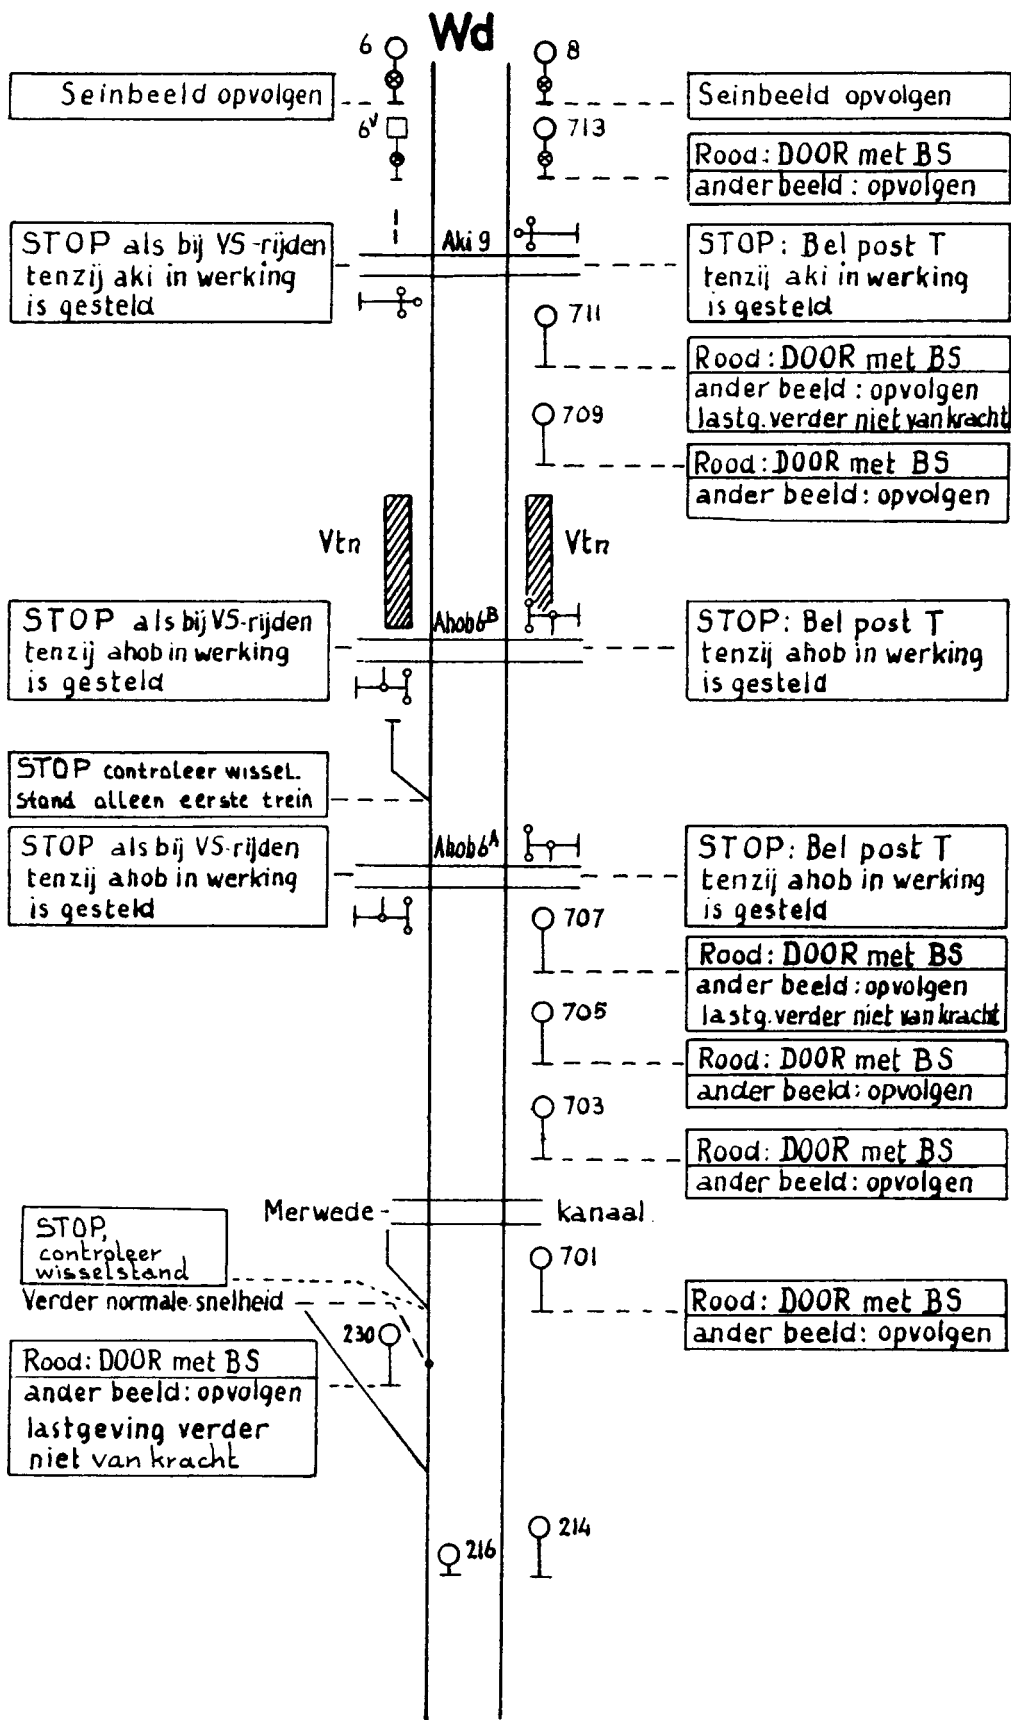 Wd
6
8
Seinbeeld opvolgen
Seinbeeld opvolgen
6V
713
Rood: DOOR met BS
ander beeld: opvolgen
STOP als bij VS-rijden
tenzij aki in werking
is gesteld
Aki 9
STOP: Bel post T
tenzij aki in werking
is gesteld
711
Rood: DOOR met BS
ander beeld: opvolgen
lastg. verder niet van kracht
709
Rood: DOOR met BS
ander beeld: opvolgen
Vtn
Vtn
STOP als bij VS-rijden
tenzij ahob in werking
is gesteld
Ahob6B
STOP: Bel post T
tenzij ahob in werking
is gesteld
STOP controleer wissel.
Stand alleen eerste trein
STOP als bij VS-rijden
tenzij ahob in werking
is gesteld
Ahob6A
STOP: Bel post T
tenzij ahob in werking
is gesteld
707
Rood: DOOR met BS
ander beeld: opvolgen
lastg. verder niet van kracht
705
Rood: DOOR met BS
ander beeld: opvolgen
703
Rood: DOOR met BS
ander beeld: opvolgen
Merwede- kanaal
STOP,
controleer
wisselstand
Verder normale snelheid
701
Rood: DOOR met BS
ander beeld: opvolgen
230
Rood: DOOR met BS
ander beeld: opvolgen
lastgeving verder
niet van kracht
214
216